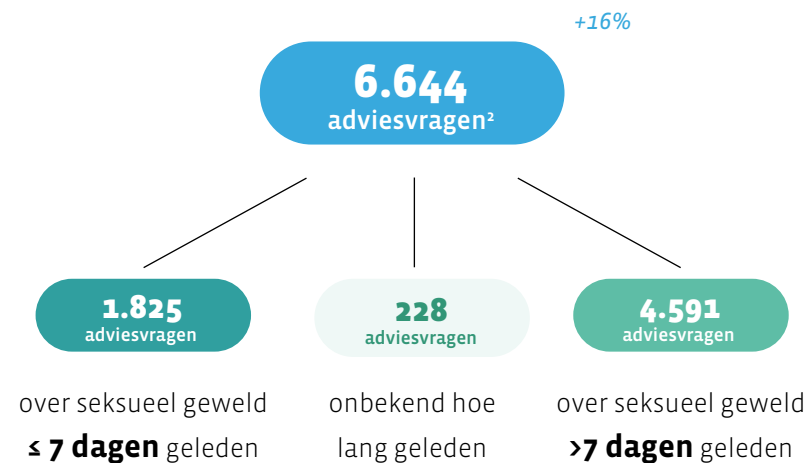 +16%
6.644
adviesvragen²
1.825
adviesvragen
228
adviesvragen
4.591
adviesvragen
over seksueel geweld
≤ 7 dagen geleden
onbekend hoe
lang geleden
over seksueel geweld
>7 dagen geleden